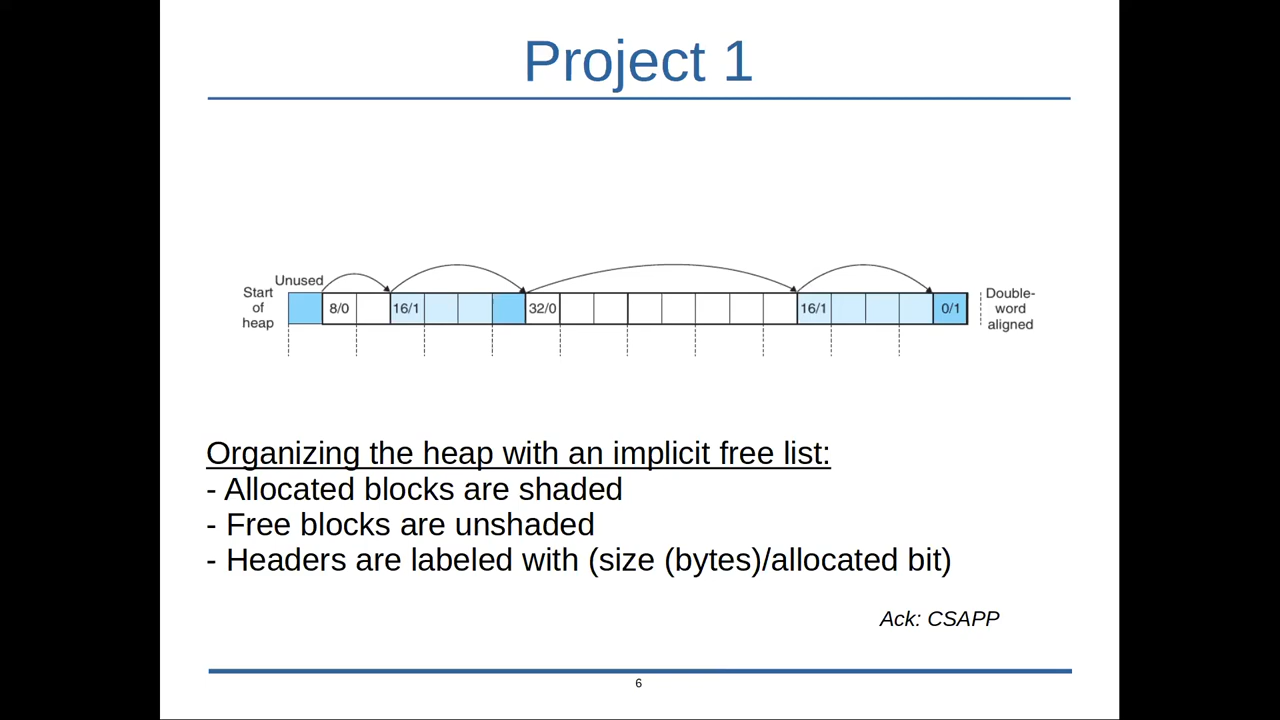 Project 1
Unused
Start
of
heap
8/0
16/1
32/0
16/1
0/1
Double-
word
aligned
Organizing the heap with an implicit free list:
- Allocated blocks are shaded
- Free blocks are unshaded
- Headers are labeled with (size (bytes)/allocated bit)
Ack: CSAPP
6